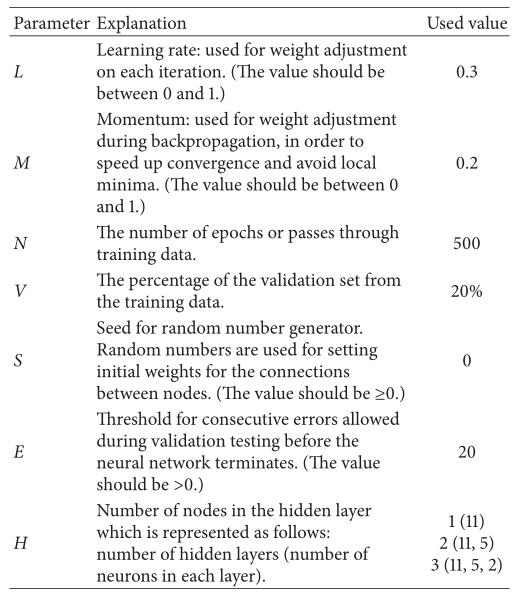 Parameter Explanation Used value
Learning rate: used for weight adjustment
on each iteration. (The value should be
between 0 and 1.)
L 0.3
Momentum: used for weight adjustment
during backpropagation, in order to
speed up convergence and avoid local
minima. (The value should be between 0
and 1.)
M 0.2
The number of epochs or passes through
training data.
N 500
The percentage of the validation set from
the training data.
V 20%
Seed for random number generator.
Random numbers are used for setting
initial weights for the connections
between nodes. (The value should be ≥0.)
S 0
Threshold for consecutive errors allowed
during validation testing before the
neural network terminates. (The value
should be >0.)
E 20
Number of nodes in the hidden layer
which is represented as follows:
number of hidden layers (number of
neurons in each layer).
H
1 (11)
2 (11, 5)
3 (11, 5, 2)